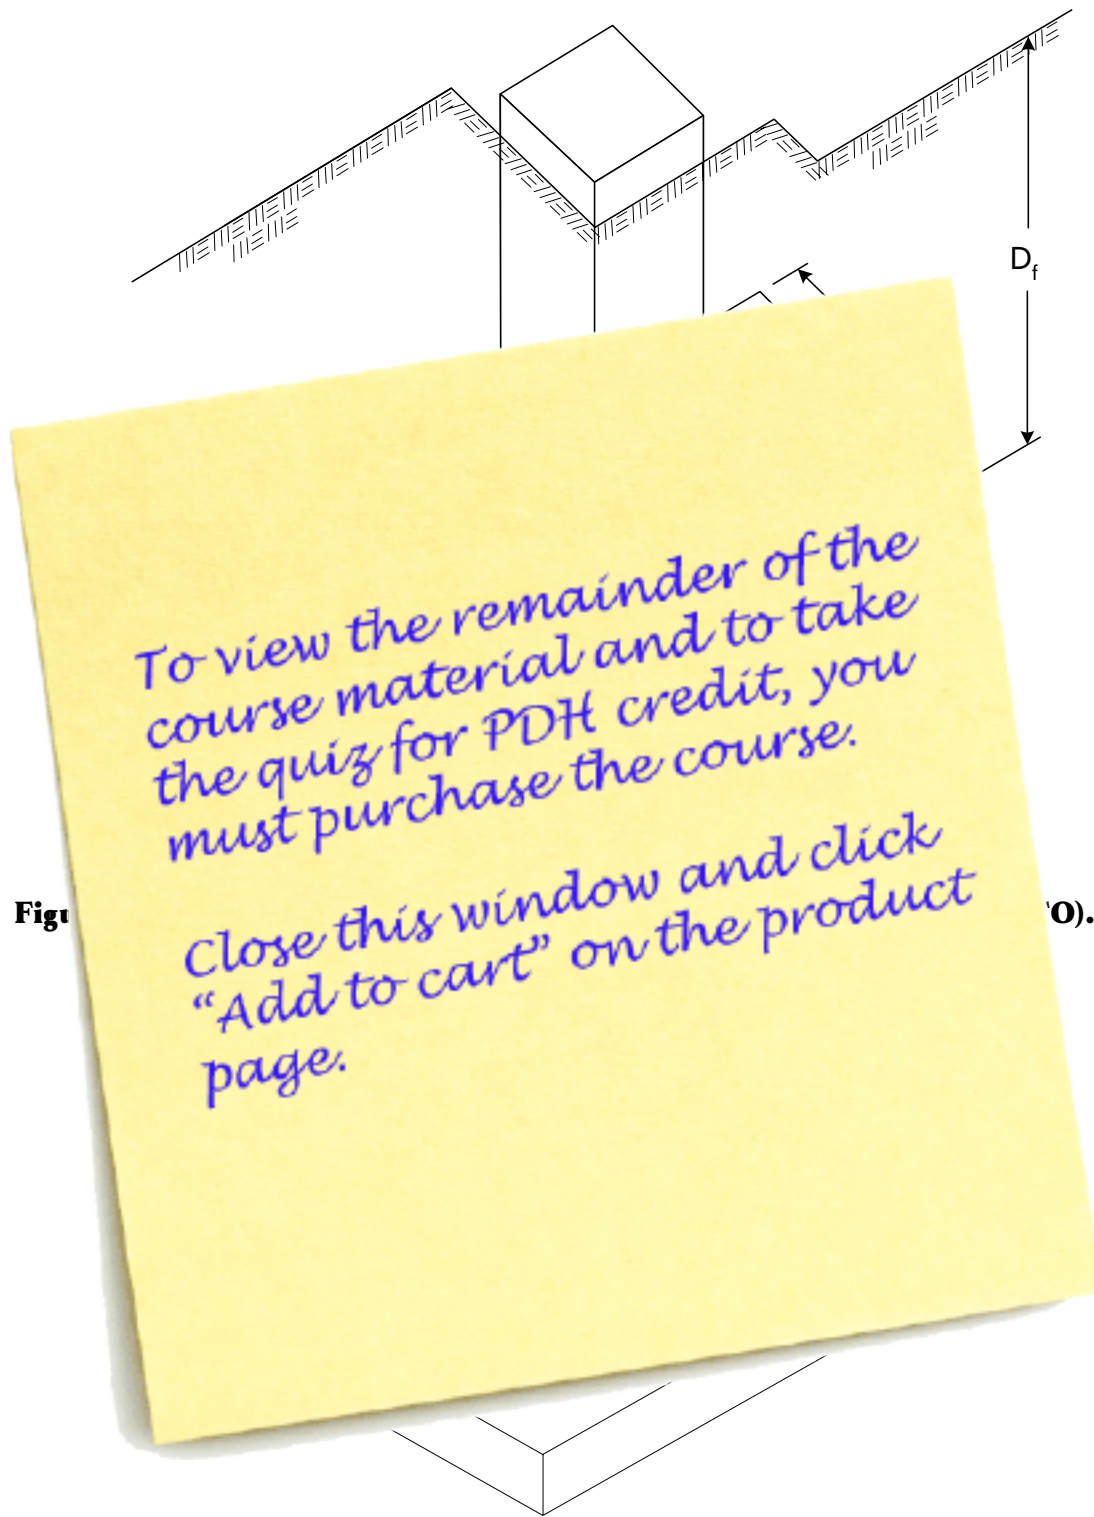 D_f
To view the remainder of the
course material and to take
the quiz for PDH credit, you
must purchase the course.
Close this window and click
“Add to cart” on the product
page.
O).